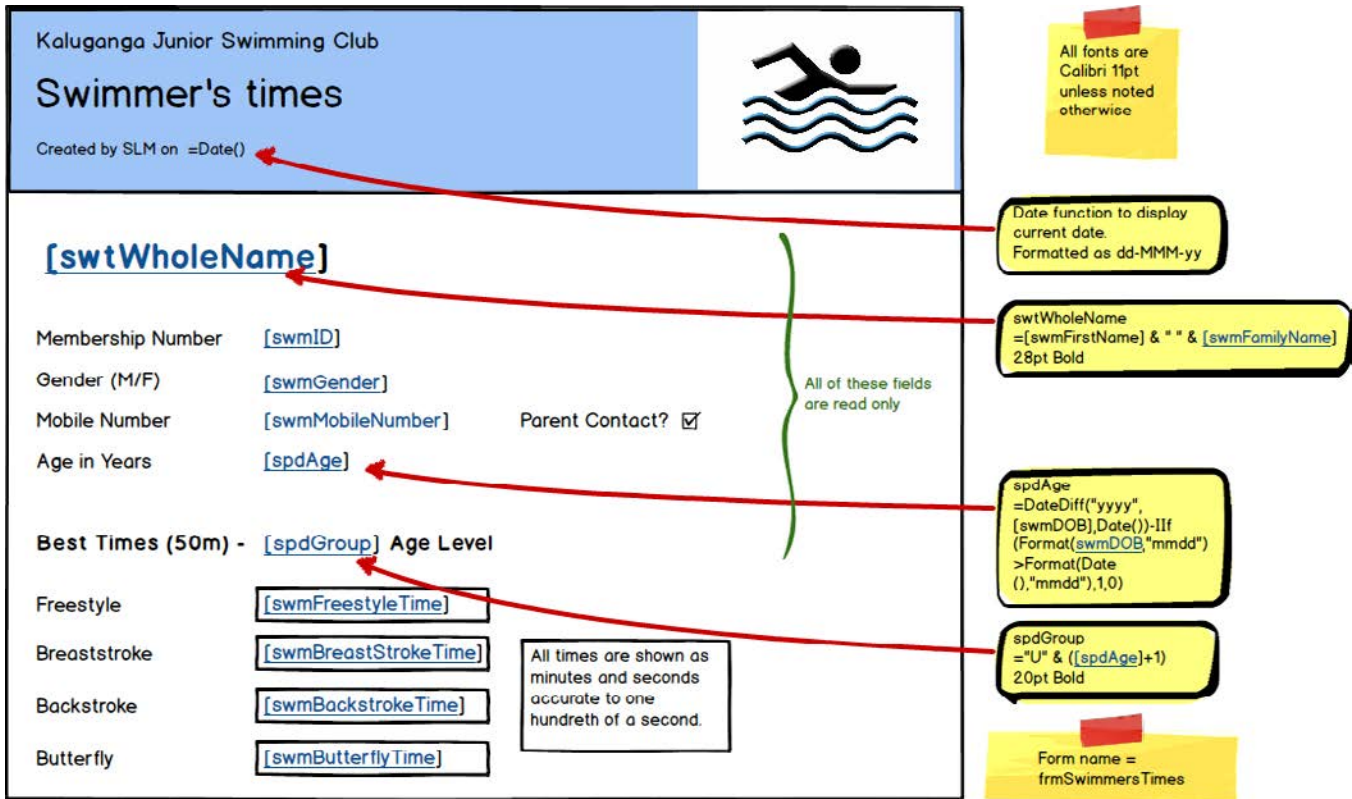 Kaluganga Junior Swimming Club
Swimmer's times
Created by SLM on =Date()
All fonts are
Calibri 11pt
unless noted
otherwise
Date function to display
current date.
Formatted as dd-MMM-yy
[swtWholeName]
swtWholeName
=[swmFirstName] & " " & [swmFamilyName]
28pt Bold
Membership Number [swmID]
Gender (M/F) [swmGender]
Mobile Number [swmMobileNumber] Parent Contact? ☑
Age in Years [spdAge]
All of these fields
are read only
spdAge
=DateDiff("yyyy",
[swmDOB],Date())-IIf
(Format(swmDOB,"mmdd")
>Format(Date
(),"mmdd"),1,0)
Best Times (50m) - [spdGroup] Age Level
spdGroup
="U" & ([spdAge]+1)
20pt Bold
Freestyle [swmFreestyleTime]
Breaststroke [swmBreastStrokeTime]
Backstroke [swmBackstrokeTime]
Butterfly [swmButterflyTime]
All times are shown as
minutes and seconds
accurate to one
hundreth of a second.
Form name =
frmSwimmersTimes